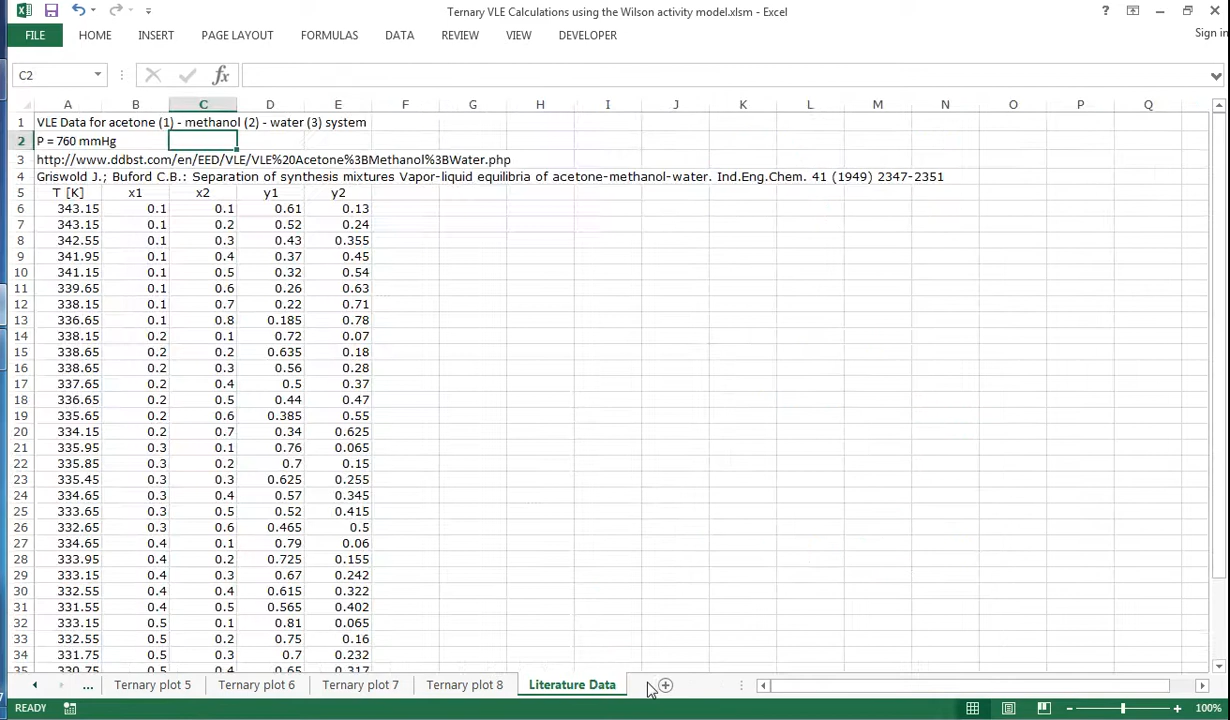 Ternary VLE Calculations using the Wilson activity model.xlsm - Excel
?
FILE HOME INSERT PAGE LAYOUT FORMULAS DATA REVIEW VIEW DEVELOPER Sign in
C2 fx
A B C D E F G H I J K L M N O P Q
1 VLE Data for acetone (1) - methanol (2) - water (3) system
2 P = 760 mmHg
3 http://www.ddbst.com/en/EED/VLE/VLE%20Acetone%3BMethanol%3BWater.php
4 Griswold J.; Buford C.B.: Separation of synthesis mixtures Vapor-liquid equilibria of acetone-methanol-water. Ind.Eng.Chem. 41 (1949) 2347-2351
5 T [K] x1 x2 y1 y2
6 343.15 0.1 0.1 0.61 0.13
7 343.15 0.1 0.2 0.52 0.24
8 342.55 0.1 0.3 0.43 0.355
9 341.95 0.1 0.4 0.37 0.45
10 341.15 0.1 0.5 0.32 0.54
11 339.65 0.1 0.6 0.26 0.63
12 338.15 0.1 0.7 0.22 0.71
13 336.65 0.1 0.8 0.185 0.78
14 338.15 0.2 0.1 0.72 0.07
15 338.65 0.2 0.2 0.635 0.18
16 338.65 0.2 0.3 0.56 0.28
17 337.65 0.2 0.4 0.5 0.37
18 336.65 0.2 0.5 0.44 0.47
19 335.65 0.2 0.6 0.385 0.55
20 334.15 0.2 0.7 0.34 0.625
21 335.95 0.3 0.1 0.76 0.065
22 335.85 0.3 0.2 0.7 0.15
23 335.45 0.3 0.3 0.625 0.255
24 334.65 0.3 0.4 0.57 0.345
25 333.65 0.3 0.5 0.52 0.415
26 332.65 0.3 0.6 0.465 0.5
27 334.65 0.4 0.1 0.79 0.06
28 333.95 0.4 0.2 0.725 0.155
29 333.15 0.4 0.3 0.67 0.242
30 332.55 0.4 0.4 0.615 0.322
31 331.55 0.4 0.5 0.565 0.402
32 333.15 0.5 0.1 0.81 0.065
33 332.55 0.5 0.2 0.75 0.16
34 331.75 0.5 0.3 0.7 0.232
35 330.75 0.5 0.4 0.65 0.317
... Ternary plot 5 Ternary plot 6 Ternary plot 7 Ternary plot 8 Literature Data
READY 100%